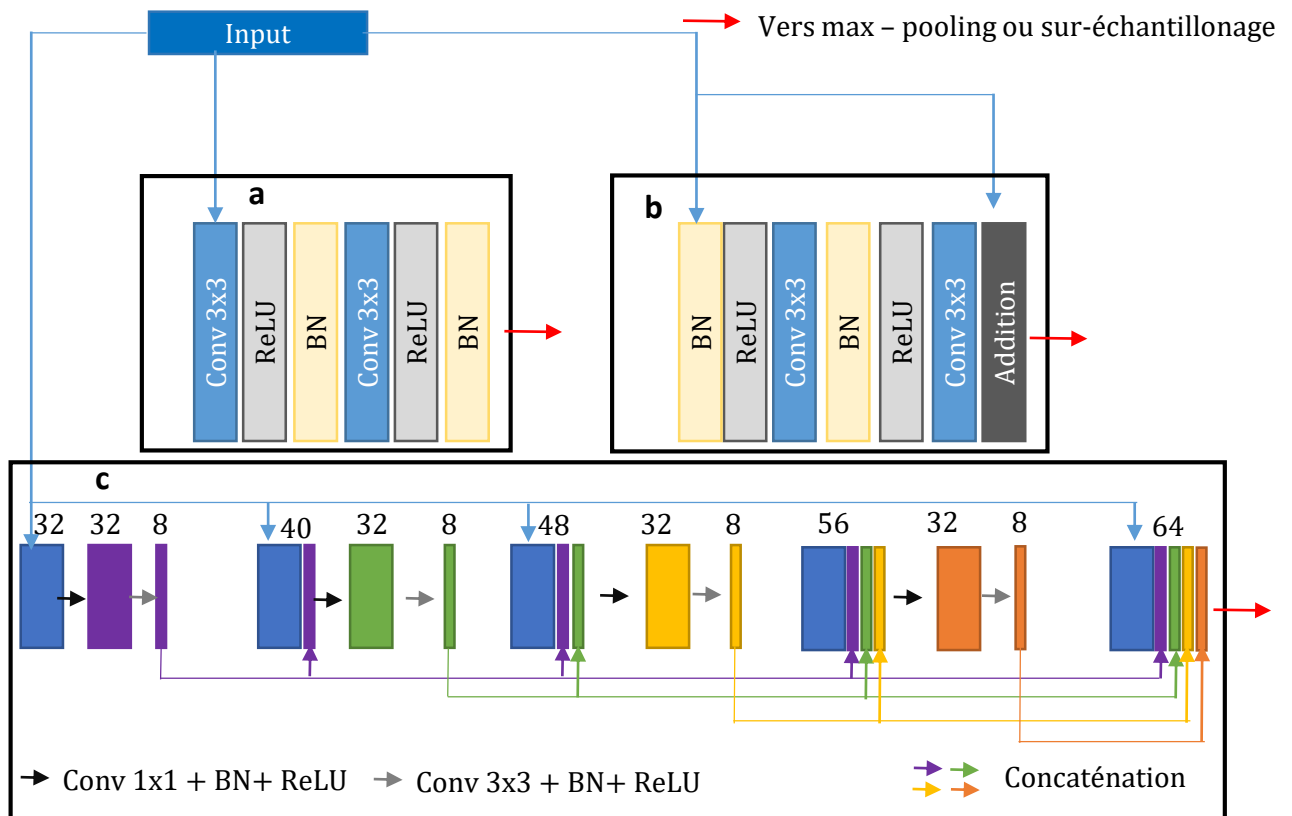 Input
Vers max – pooling ou sur-échantillonage
a
Conv 3x3
ReLU
BN
Conv 3x3
ReLU
BN
b
BN
ReLU
Conv 3x3
BN
ReLU
Conv 3x3
Addition
c
32 32 8 40 32 8 48 32 8 56 32 8 64
Conv 1x1 + BN+ ReLU
Conv 3x3 + BN+ ReLU
Concaténation